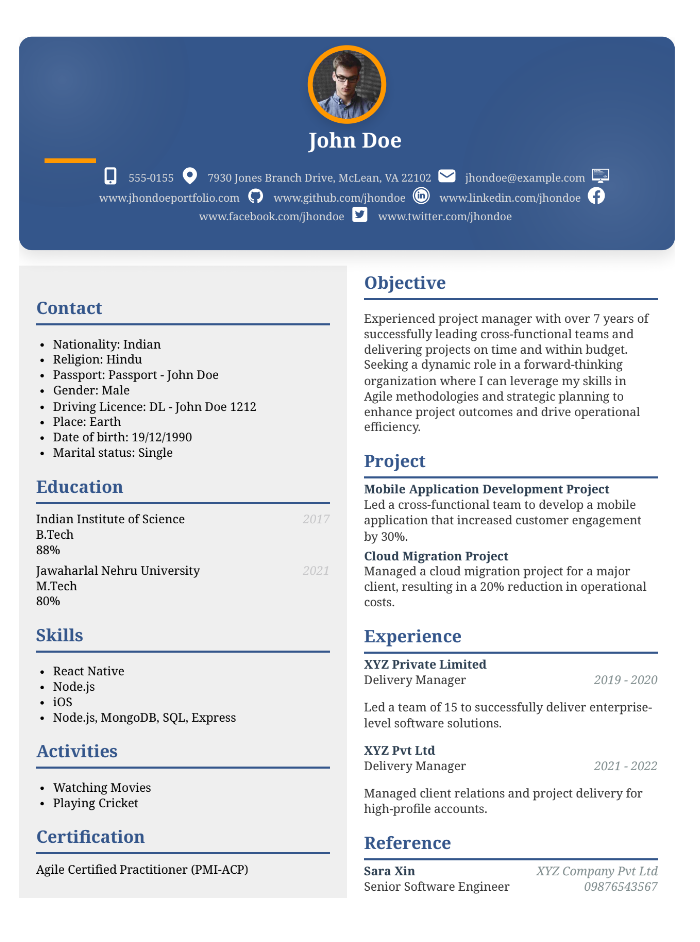 John Doe
555-0155 7930 Jones Branch Drive, McLean, VA 22102 jhondoe@example.com
www.jhondoeportfolio.com www.github.com/jhondoe www.linkedin.com/jhondoe
www.facebook.com/jhondoe www.twitter.com/jhondoe
Contact
• Nationality: Indian
• Religion: Hindu
• Passport: Passport - John Doe
• Gender: Male
• Driving Licence: DL - John Doe 1212
• Place: Earth
• Date of birth: 19/12/1990
• Marital status: Single
Education
Indian Institute of Science 2017
B.Tech
88%
Jawaharlal Nehru University 2021
M.Tech
80%
Skills
• React Native
• Node.js
• iOS
• Node.js, MongoDB, SQL, Express
Activities
• Watching Movies
• Playing Cricket
Certification
Agile Certified Practitioner (PMI-ACP)
Objective
Experienced project manager with over 7 years of
successfully leading cross-functional teams and
delivering projects on time and within budget.
Seeking a dynamic role in a forward-thinking
organization where I can leverage my skills in
Agile methodologies and strategic planning to
enhance project outcomes and drive operational
efficiency.
Project
Mobile Application Development Project
Led a cross-functional team to develop a mobile
application that increased customer engagement
by 30%.
Cloud Migration Project
Managed a cloud migration project for a major
client, resulting in a 20% reduction in operational
costs.
Experience
XYZ Private Limited
Delivery Manager 2019 - 2020
Led a team of 15 to successfully deliver enterprise-
level software solutions.
XYZ Pvt Ltd
Delivery Manager 2021 - 2022
Managed client relations and project delivery for
high-profile accounts.
Reference
Sara Xin XYZ Company Pvt Ltd
Senior Software Engineer 09876543567